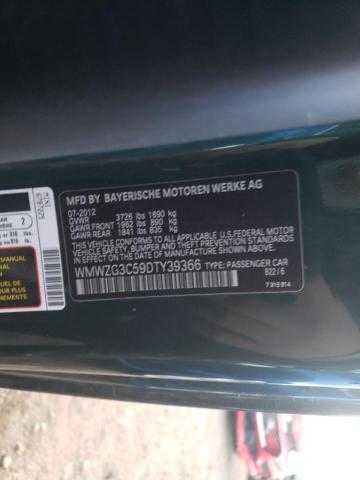 MFD BY BAYERISCHE MOTOREN WERKE AG
07-2012
GVWR 3726 lbs 1690 kg
GAWR FRONT 1962 lbs 890 kg
GAWR REAR 1841 lbs 835 kg
THIS VEHICLE CONFORMS TO ALL APPLICABLE U.S. FEDERAL MOTOR
VEHICLE SAFETY, BUMPER, AND THEFT PREVENTION STANDARDS
IN EFFECT ON THE DATE OF MANUFACTURE SHOWN ABOVE.
WMWZG3C59DTY39366 TYPE: PASSENGER CAR
822 / 6
7 315 814
MINI
2
lbs